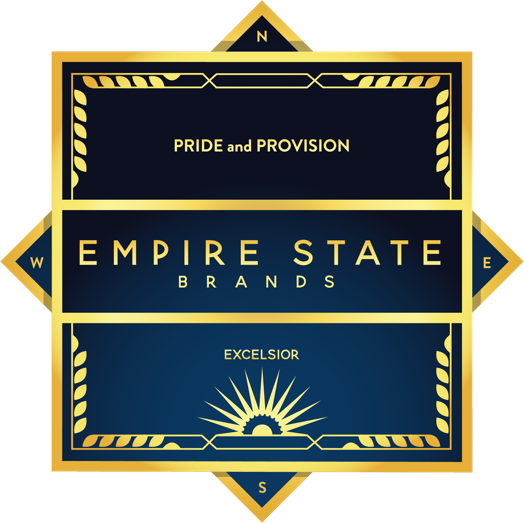 N
PRIDE and PROVISION
EMPIRE STATE
W
E
BRANDS
EXCELSIOR
S